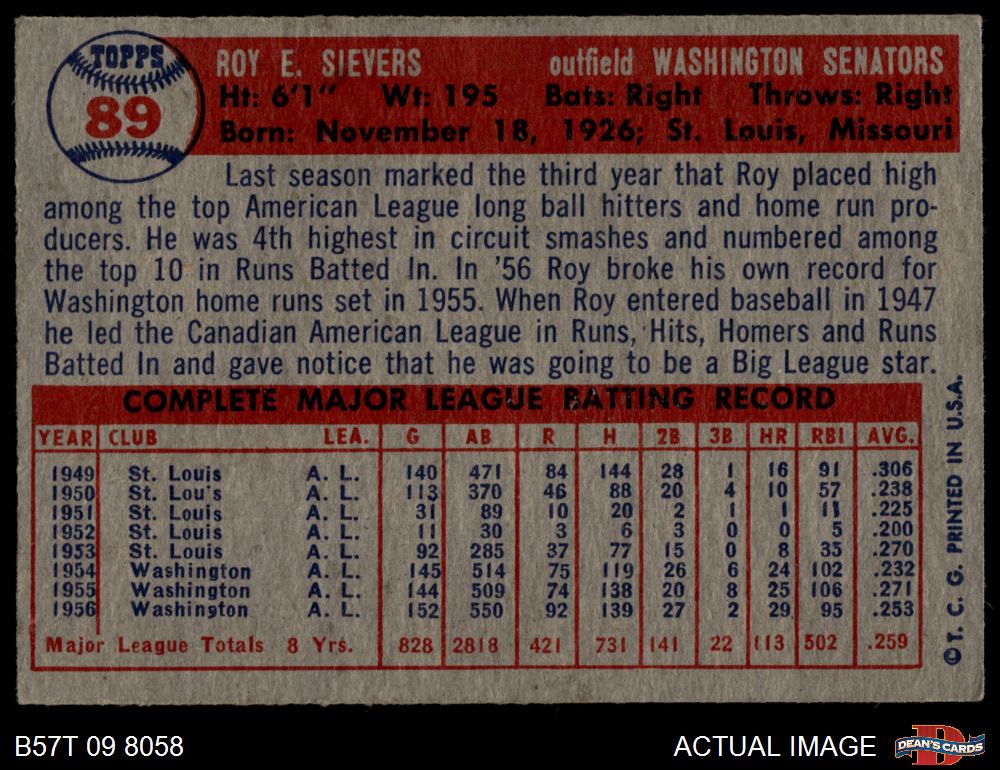 TOPPS
89
ROY E. SIEVERS outfield WASHINGTON SENATORS
Ht: 6'1" Wt: 195 Bats: Right Throws: Right
Born: November 18, 1926; St. Louis, Missouri
Last season marked the third year that Roy placed high
among the top American League long ball hitters and home run pro-
ducers. He was 4th highest in circuit smashes and numbered among
the top 10 in Runs Batted In. In '56 Roy broke his own record for
Washington home runs set in 1955. When Roy entered baseball in 1947
he led the Canadian American League in Runs, Hits, Homers and Runs
Batted In and gave notice that he was going to be a Big League star.
COMPLETE MAJOR LEAGUE BATTING RECORD
YEAR CLUB LEA. G AB R H 2B 3B HR RBI AVG.
1949 St. Louis A. L. 140 471 84 144 28 1 16 91 .306
1950 St. Lou's A. L. 113 370 46 88 20 4 10 57 .238
1951 St. Louis A. L. 31 89 10 20 2 1 1 11 .225
1952 St. Louis A. L. 11 30 3 6 3 0 0 5 .200
1953 St. Louis A. L. 92 285 37 77 15 0 8 35 .270
1954 Washington A. L. 145 514 75 119 26 6 24 102 .232
1955 Washington A. L. 144 509 74 138 20 8 25 106 .271
1956 Washington A. L. 152 550 92 139 27 2 29 95 .253
Major League Totals 8 Yrs. 828 2818 421 731 141 22 113 502 .259
©T. C. G. PRINTED IN U.S.A.
B57T 09 8058
ACTUAL IMAGE
DEAN'S CARDS